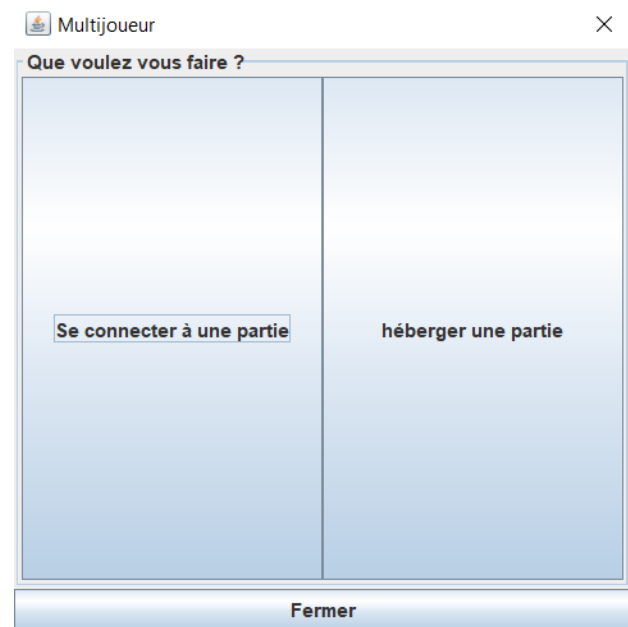 Multijoueur
Que voulez vous faire ?
Se connecter à une partie
héberger une partie
Fermer